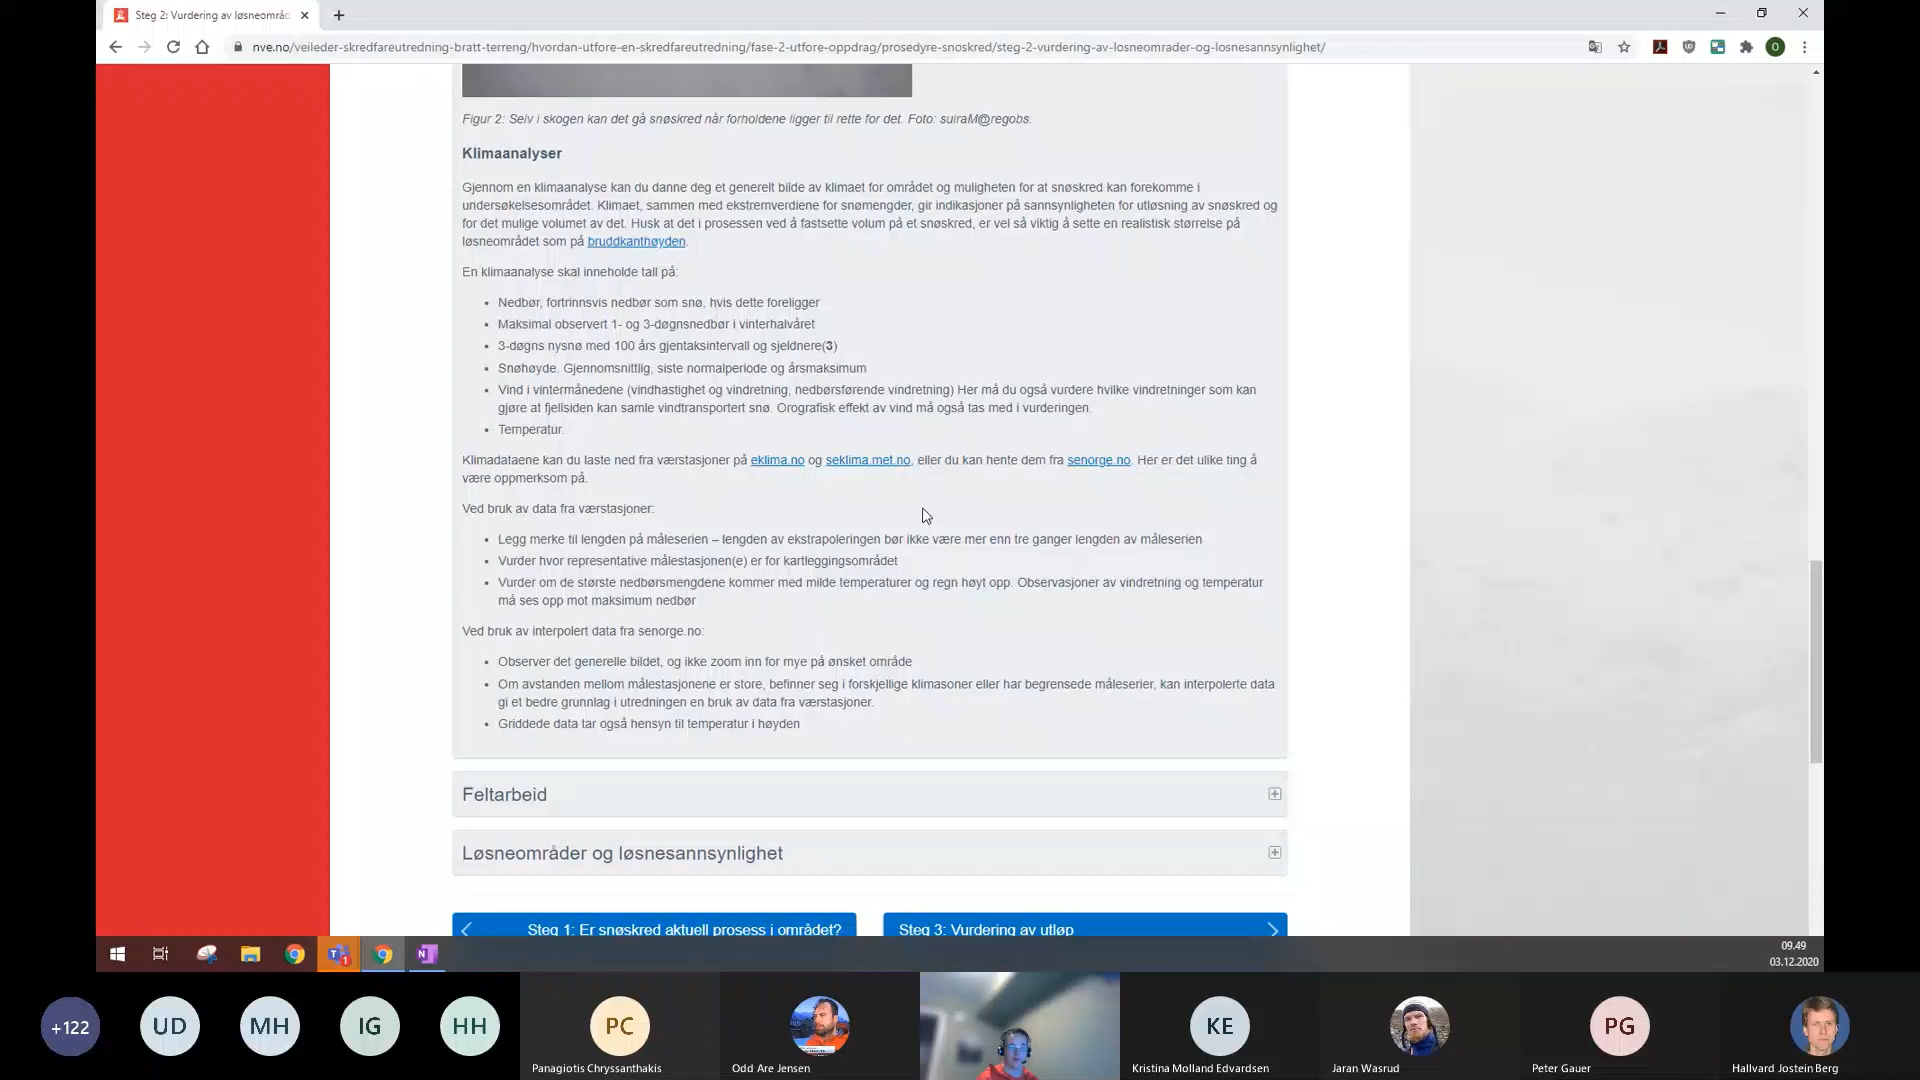 Steg 2: Vurdering av løsneområd
nve.no/veileder-skredfareutredning-bratt-terreng/hvordan-utfore-en-skredfareutredning/fase-2-utfore-oppdrag/prosedyre-snoskred/steg-2-vurdering-av-losneomrader-og-losnesannsynlighet/
O
Figur 2: Selv i skogen kan det gå snøskred når forholdene ligger til rette for det. Foto: suiraM@regobs.
Klimaanalyser
Gjennom en klimaanalyse kan du danne deg et generelt bilde av klimaet for området og muligheten for at snøskred kan forekomme i
undersøkelsesområdet. Klimaet, sammen med ekstremverdiene for snømengder, gir indikasjoner på sannsynligheten for utløsning av snøskred og
for det mulige volumet av det. Husk at det i prosessen ved å fastsette volum på et snøskred, er vel så viktig å sette en realistisk størrelse på
løsneområdet som på bruddkanthøyden.
En klimaanalyse skal inneholde tall på:
• Nedbør, fortrinnsvis nedbør som snø, hvis dette foreligger
• Maksimal observert 1- og 3-døgnsnedbør i vinterhalvåret
• 3-døgns nysnø med 100 års gjentaksintervall og sjeldnere(3)
• Snøhøyde. Gjennomsnittlig, siste normalperiode og årsmaksimum
• Vind i vintermånedene (vindhastighet og vindretning, nedbørsførende vindretning) Her må du også vurdere hvilke vindretninger som kan
gjøre at fjellsiden kan samle vindtransportert snø. Orografisk effekt av vind må også tas med i vurderingen.
• Temperatur.
Klimadataene kan du laste ned fra værstasjoner på eklima.no og seklima.met.no, eller du kan hente dem fra senorge.no. Her er det ulike ting å
være oppmerksom på.
Ved bruk av data fra værstasjoner:
• Legg merke til lengden på måleserien – lengden av ekstrapoleringen bør ikke være mer enn tre ganger lengden av måleserien
• Vurder hvor representative målestasjonen(e) er for kartleggingsområdet
• Vurder om de største nedbørsmengdene kommer med milde temperaturer og regn høyt opp. Observasjoner av vindretning og temperatur
må ses opp mot maksimum nedbør
Ved bruk av interpolert data fra senorge.no:
• Observer det generelle bildet, og ikke zoom inn for mye på ønsket område
• Om avstanden mellom målestasjonene er store, befinner seg i forskjellige klimasoner eller har begrensede måleserier, kan interpolerte data
gi et bedre grunnlag i utredningen en bruk av data fra værstasjoner.
• Griddede data tar også hensyn til temperatur i høyden
Feltarbeid
Løsneområder og løsnesannsynlighet
Steg 1: Er snøskred aktuell prosess i området?
Steg 3: Vurdering av utløp
09.49
03.12.2020
+122
UD
MH
IG
HH
PC
KE
PG
Panagiotis Chryssanthakis
Odd Are Jensen
Kristina Molland Edvardsen
Jaran Wasrud
Peter Gauer
Hallvard Jostein Berg